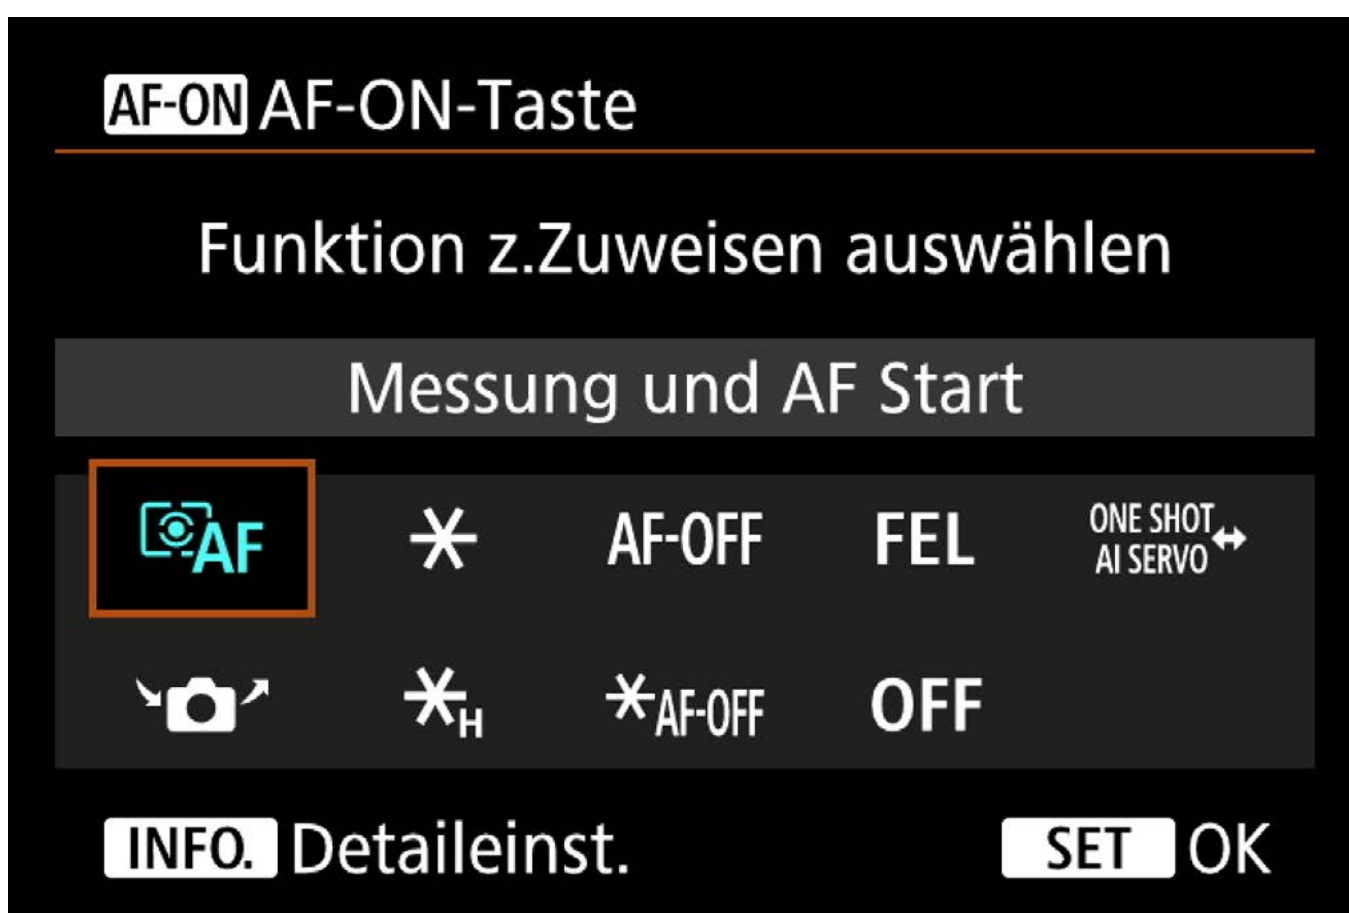 AF-ON AF-ON-Taste
Funktion z.Zuweisen auswählen
Messung und AF Start
AF * AF-OFF FEL ONE SHOT
AI SERVO
*H *AF-OFF OFF
INFO. Detaileinst. SET OK